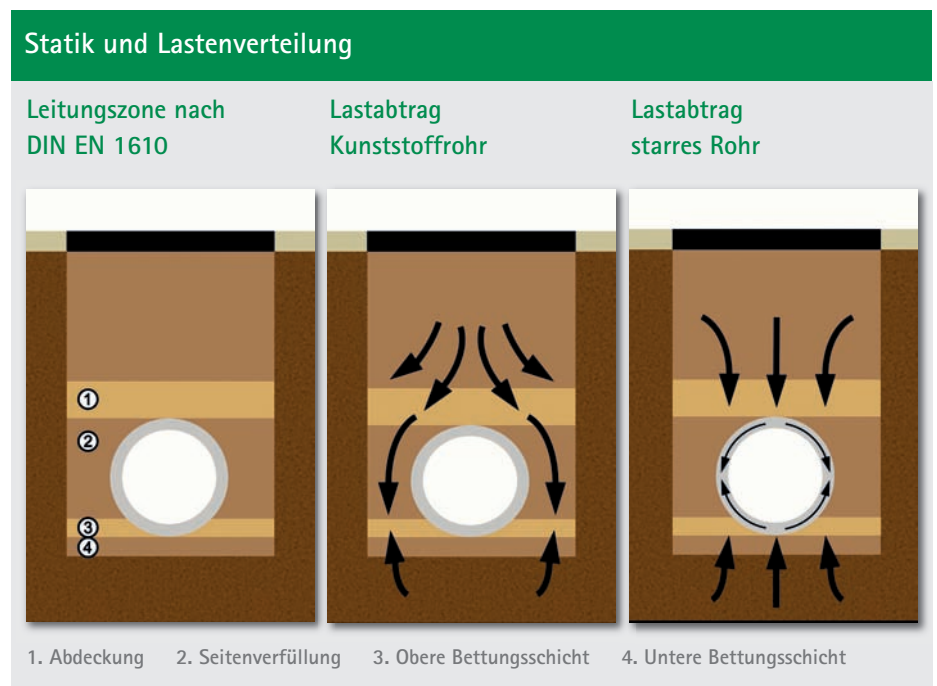 Statik und Lastenverteilung
Leitungszone nach
DIN EN 1610
Lastabtrag
Kunststoffrohr
Lastabtrag
starres Rohr
1
2
3
4
1. Abdeckung 2. Seitenverfüllung 3. Obere Bettungsschicht 4. Untere Bettungsschicht